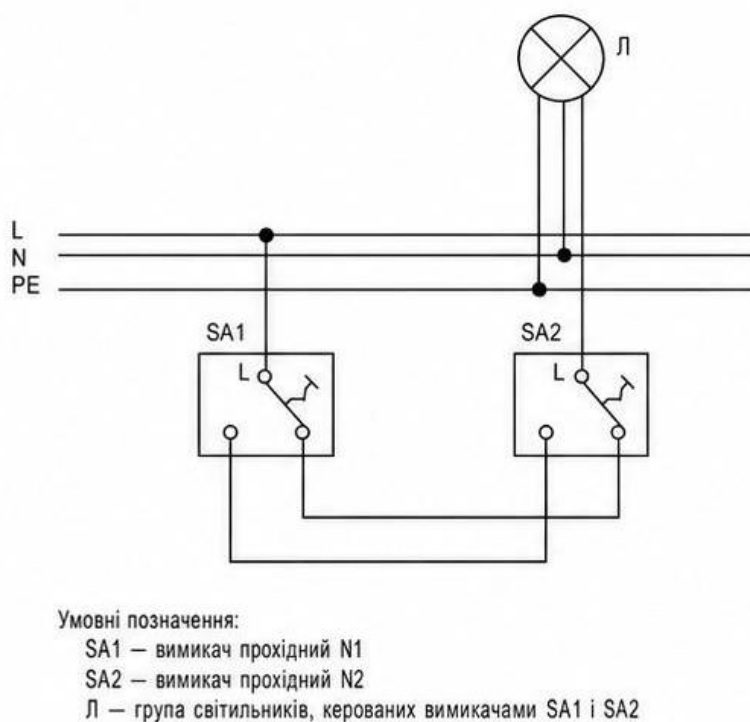 Л
L
N
PE
SA1 SA2
L L
Умовні позначення:
SA1 — вимикач прохідний N1
SA2 — вимикач прохідний N2
Л — група світильників, керованих вимикачами SA1 і SA2